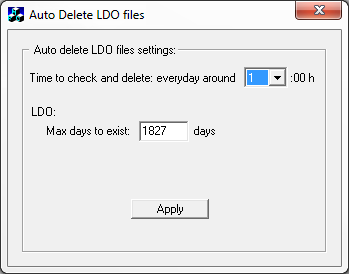 Auto Delete LDO files
Auto delete LDO files settings:
Time to check and delete: everyday around 1 :00 h
LDO:
Max days to exist: 1827 days
Apply